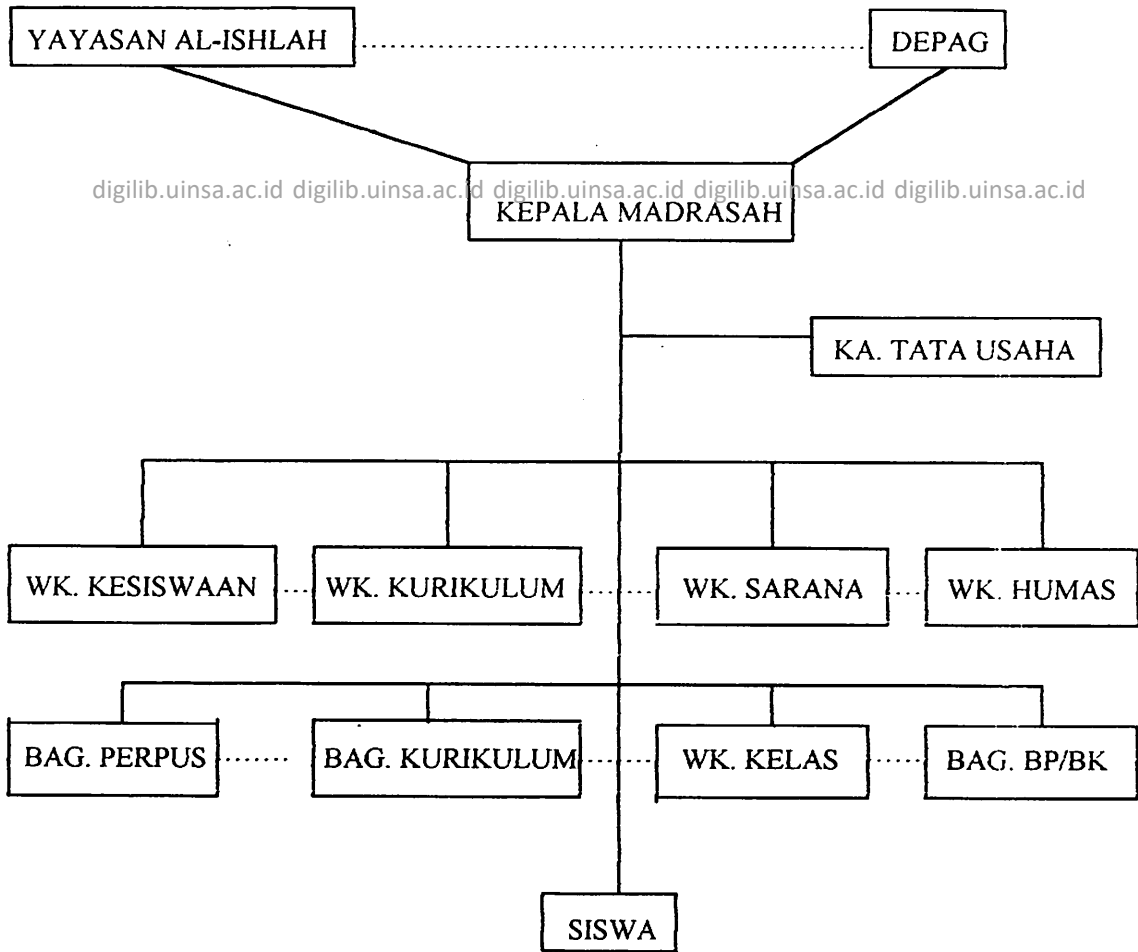 YAYASAN AL-ISHLAH ........ DEPAG
digilib.uinsa.ac.id digilib.uinsa.ac.id digilib.uinsa.ac.id digilib.uinsa.ac.id digilib.uinsa.ac.id
KEPALA MADRASAH
KA. TATA USAHA
WK. KESISWAAN .... WK. KURIKULUM ....... WK. SARANA .... WK. HUMAS
BAG. PERPUS ....... BAG. KURIKULUM ....... WK. KELAS ...... BAG. BP/BK
SISWA